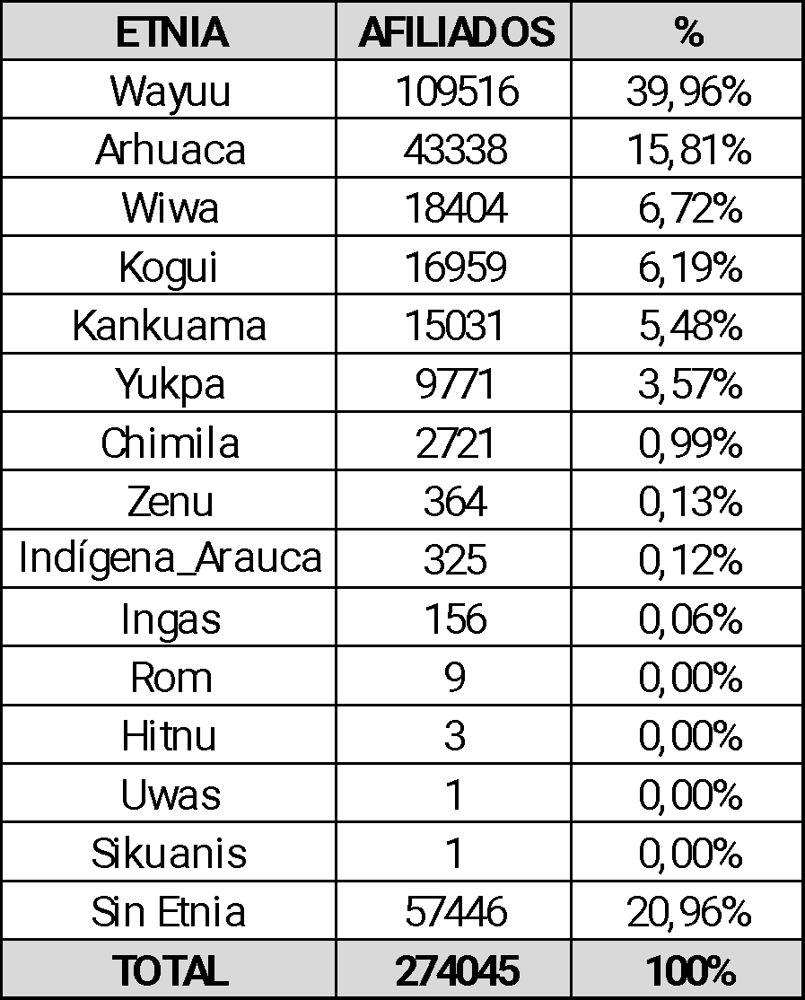 ETNIA AFILIADOS %
Wayuu 109516 39,96%
Arhuaca 43338 15,81%
Wiwa 18404 6,72%
Kogui 16959 6,19%
Kankuama 15031 5,48%
Yukpa 9771 3,57%
Chimila 2721 0,99%
Zenu 364 0,13%
Indígena_Arauca 325 0,12%
Ingas 156 0,06%
Rom 9 0,00%
Hitnu 3 0,00%
Uwas 1 0,00%
Sikuanis 1 0,00%
Sin Etnia 57446 20,96%
TOTAL 274045 100%